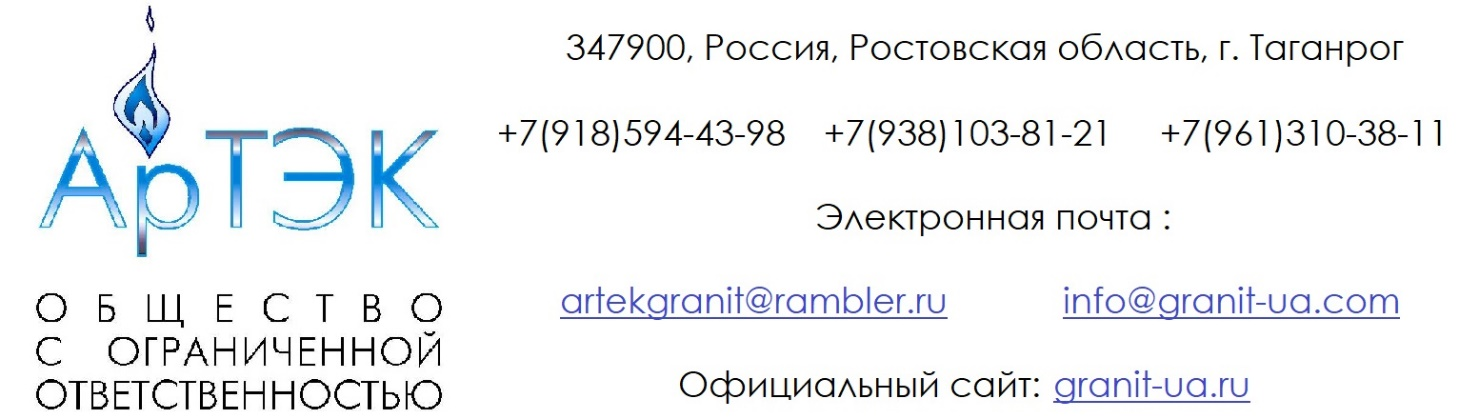 АрТЭК
ОБЩЕСТВО
С ОГРАНИЧЕННОЙ
ОТВЕТСТВЕННОСТЬЮ
347900, Россия, Ростовская область, г. Таганрог
+7(918)594-43-98 +7(938)103-81-21 +7(961)310-38-11
Электронная почта :
artekgranit@rambler.ru info@granit-ua.com
Официальный сайт: granit-ua.ru